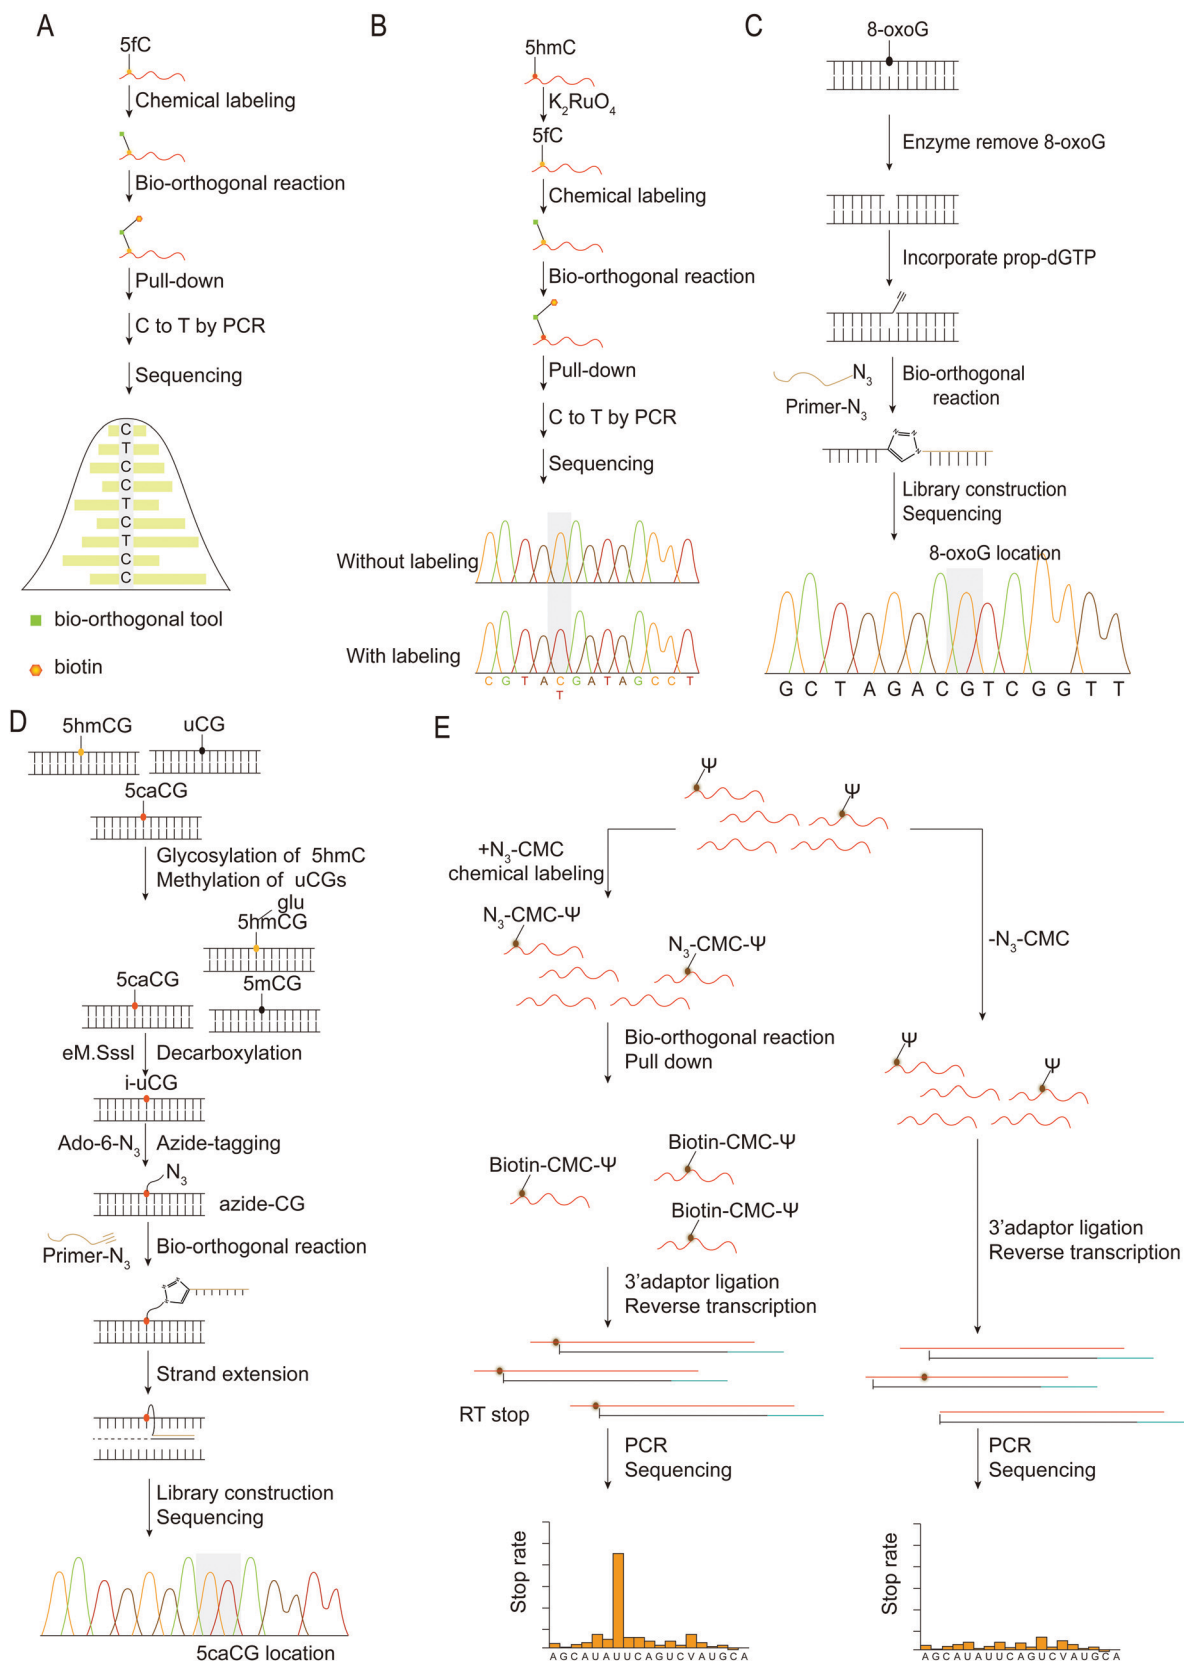 A
5fC
Chemical labeling
Bio-orthogonal reaction
Pull-down
C to T by PCR
Sequencing
C
T
C
C
T
C
T
C
C
bio-orthogonal tool
biotin
B
5hmC
K2RuO4
5fC
Chemical labeling
Bio-orthogonal reaction
Pull-down
C to T by PCR
Sequencing
Without labeling
With labeling
C G T A C G A T A G C C T
T
C
8-oxoG
Enzyme remove 8-oxoG
Incorporate prop-dGTP
N3
Primer-N3
Bio-orthogonal
reaction
N N
N
Library construction
Sequencing
8-oxoG location
G C T A G A C G T C G G T T
D
5hmCG
uCG
5caCG
Glycosylation of 5hmC
Methylation of uCGs
glu
5hmCG
5caCG
5mCG
eM.SssI
Decarboxylation
i-uCG
Ado-6-N3
Azide-tagging
N3
azide-CG
Primer-N3
Bio-orthogonal reaction
N N
N
Strand extension
Library construction
Sequencing
5caCG location
E
Ψ
Ψ
+N3-CMC
chemical labeling
N3-CMC-Ψ
N3-CMC-Ψ
-N3-CMC
Bio-orthogonal reaction
Pull down
Ψ
Ψ
Biotin-CMC-Ψ
Biotin-CMC-Ψ
Biotin-CMC-Ψ
3'adaptor ligation
Reverse transcription
3'adaptor ligation
Reverse transcription
RT stop
PCR
Sequencing
PCR
Sequencing
Stop rate
A G C A U A U U C A G U C V A U G C A
Stop rate
A G C A U A U U C A G U C V A U G C A